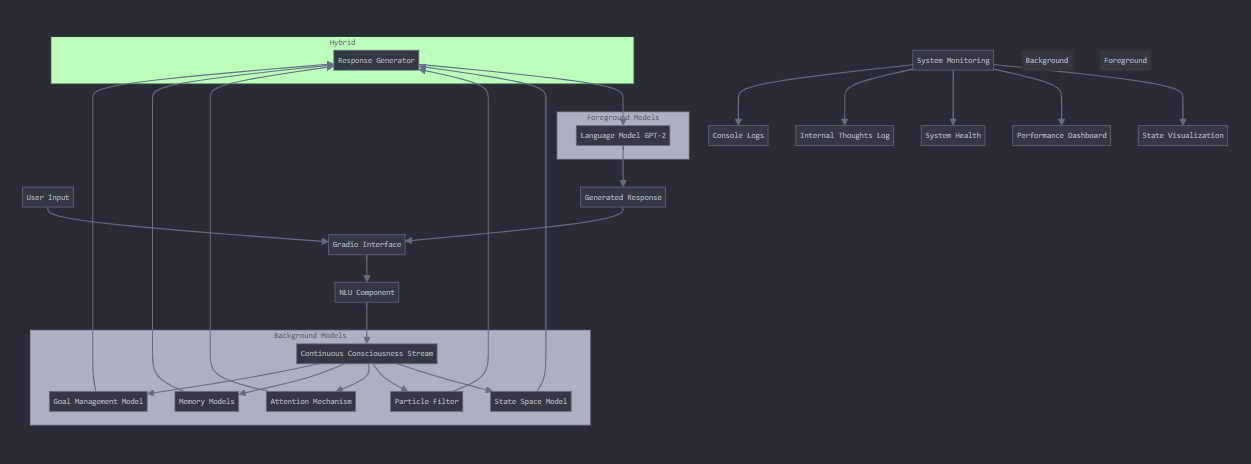 Hybrid
Response Generator
System Monitoring
Background
Foreground
Foreground Models
Language Model GPT-2
Console Logs
Internal Thoughts Log
System Health
Performance Dashboard
State Visualization
User Input
Generated Response
Gradio Interface
NLU Component
Background Models
Continuous Consciousness Stream
Goal Management Model
Memory Models
Attention Mechanism
Particle Filter
State Space Model